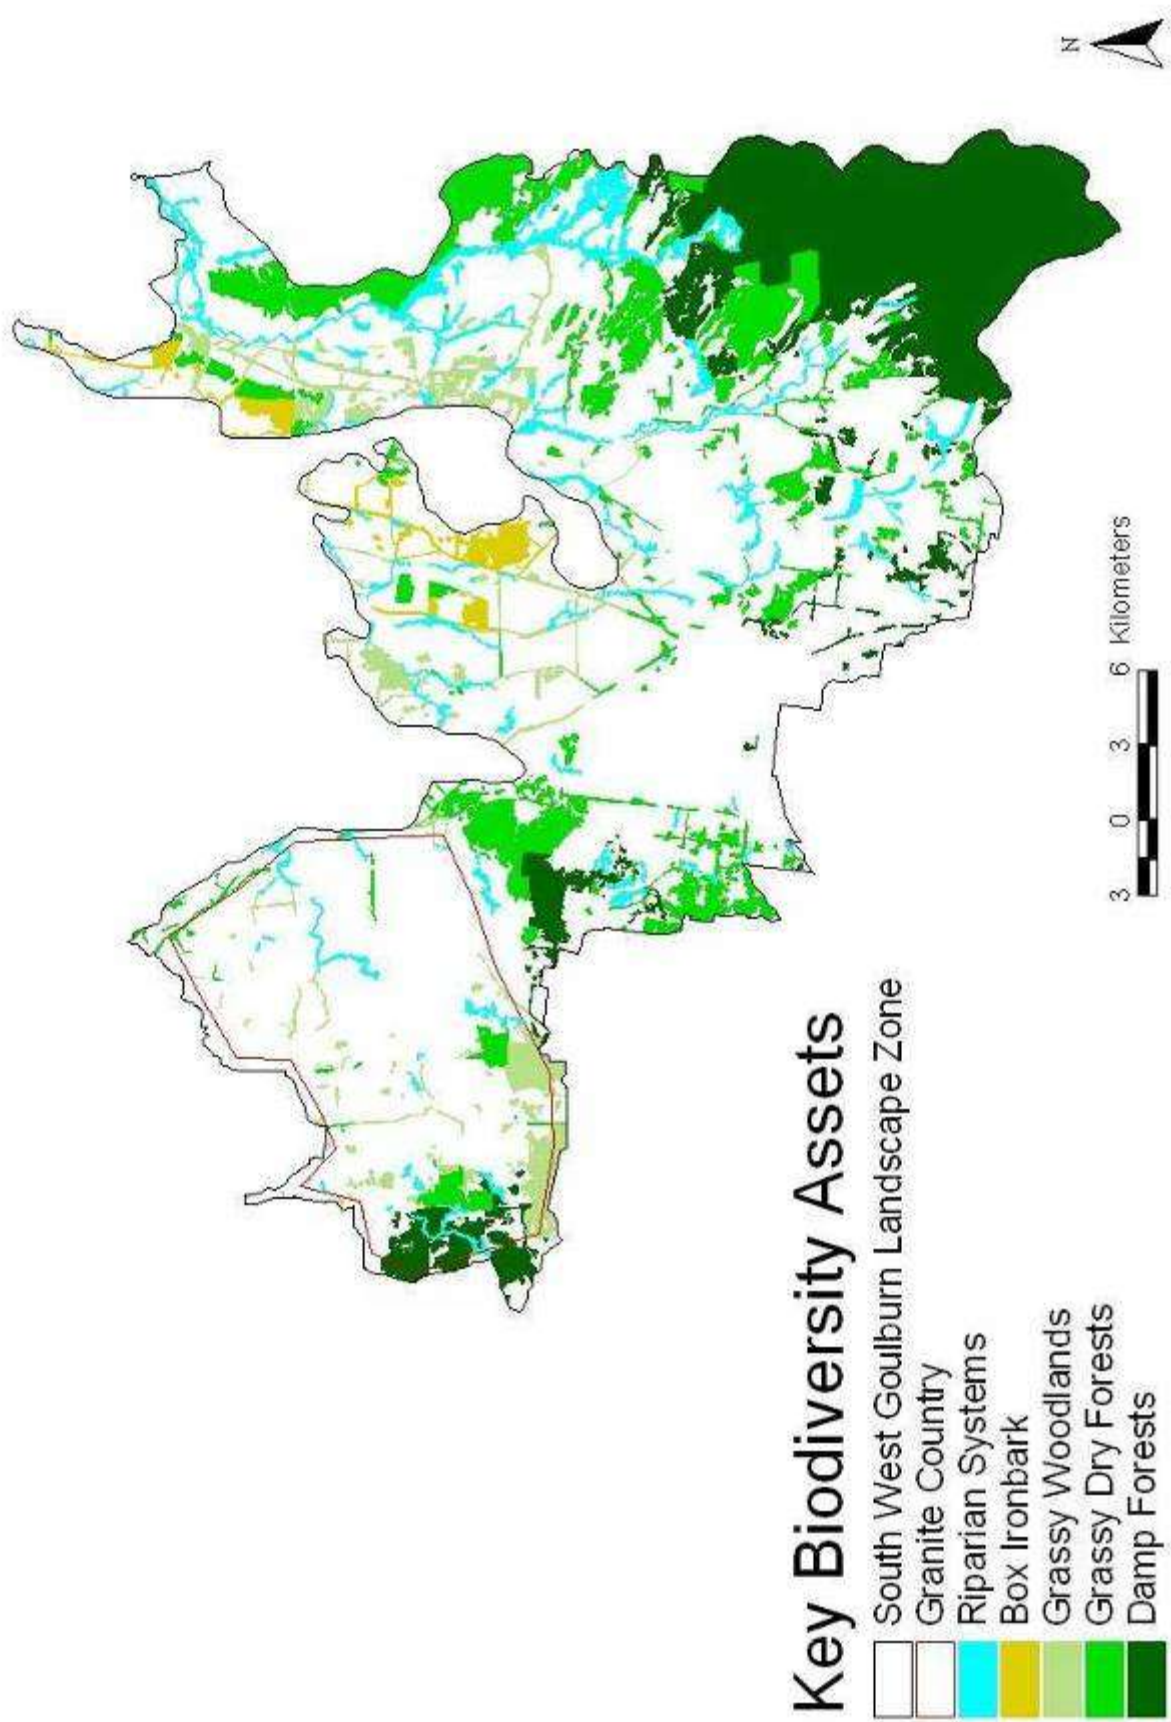 Key Biodiversity Assets
South West Goulburn Landscape Zone
Granite Country
Riparian Systems
Box Ironbark
Grassy Woodlands
Grassy Dry Forests
Damp Forests
3 0 3 6 Kilometers
N